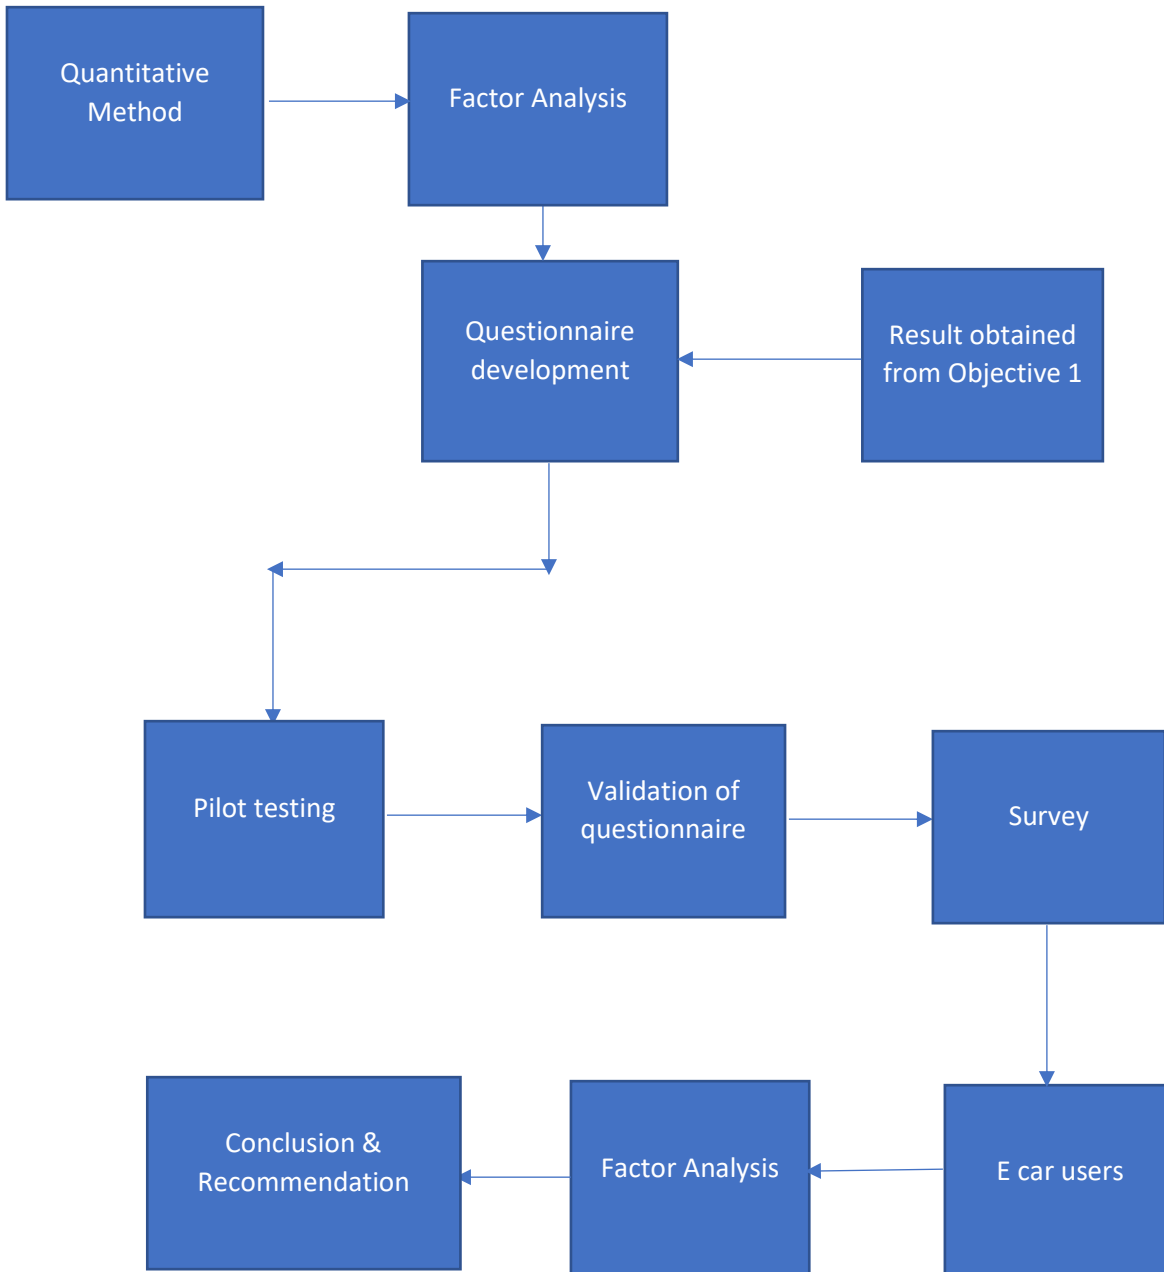 Quantitative
Method
Factor Analysis
Questionnaire
development
Result obtained
from Objective 1
Pilot testing
Validation of
questionnaire
Survey
Conclusion &
Recommendation
Factor Analysis
E car users